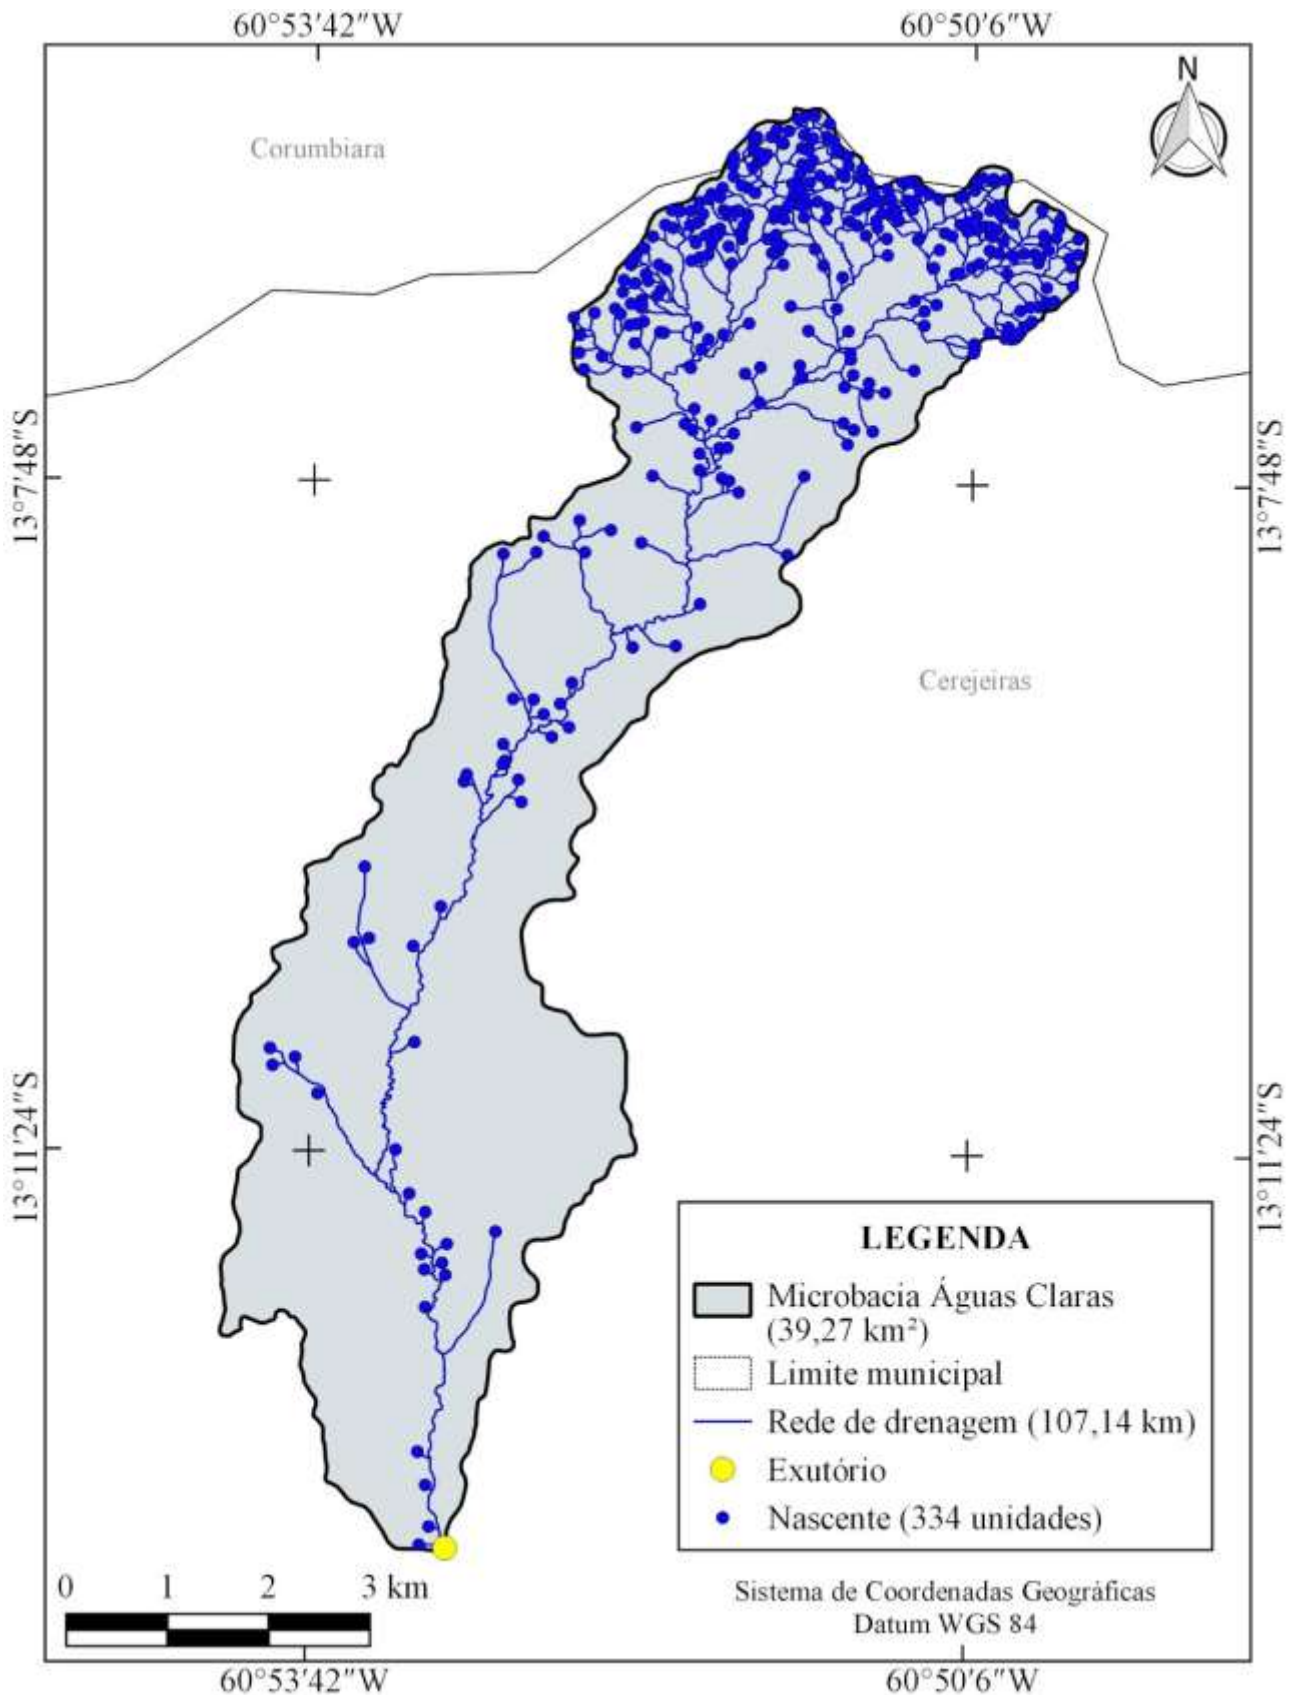 60°53'42"W
60°50'6"W
N
Corumbiara
13°7'48"S
13°7'48"S
Cerejeiras
13°11'24"S
13°11'24"S
LEGENDA
Microbacia Águas Claras
(39,27 km²)
Limite municipal
Rede de drenagem (107,14 km)
Exutório
Nascente (334 unidades)
0 1 2 3 km
Sistema de Coordenadas Geográficas
Datum WGS 84
60°53'42"W
60°50'6"W